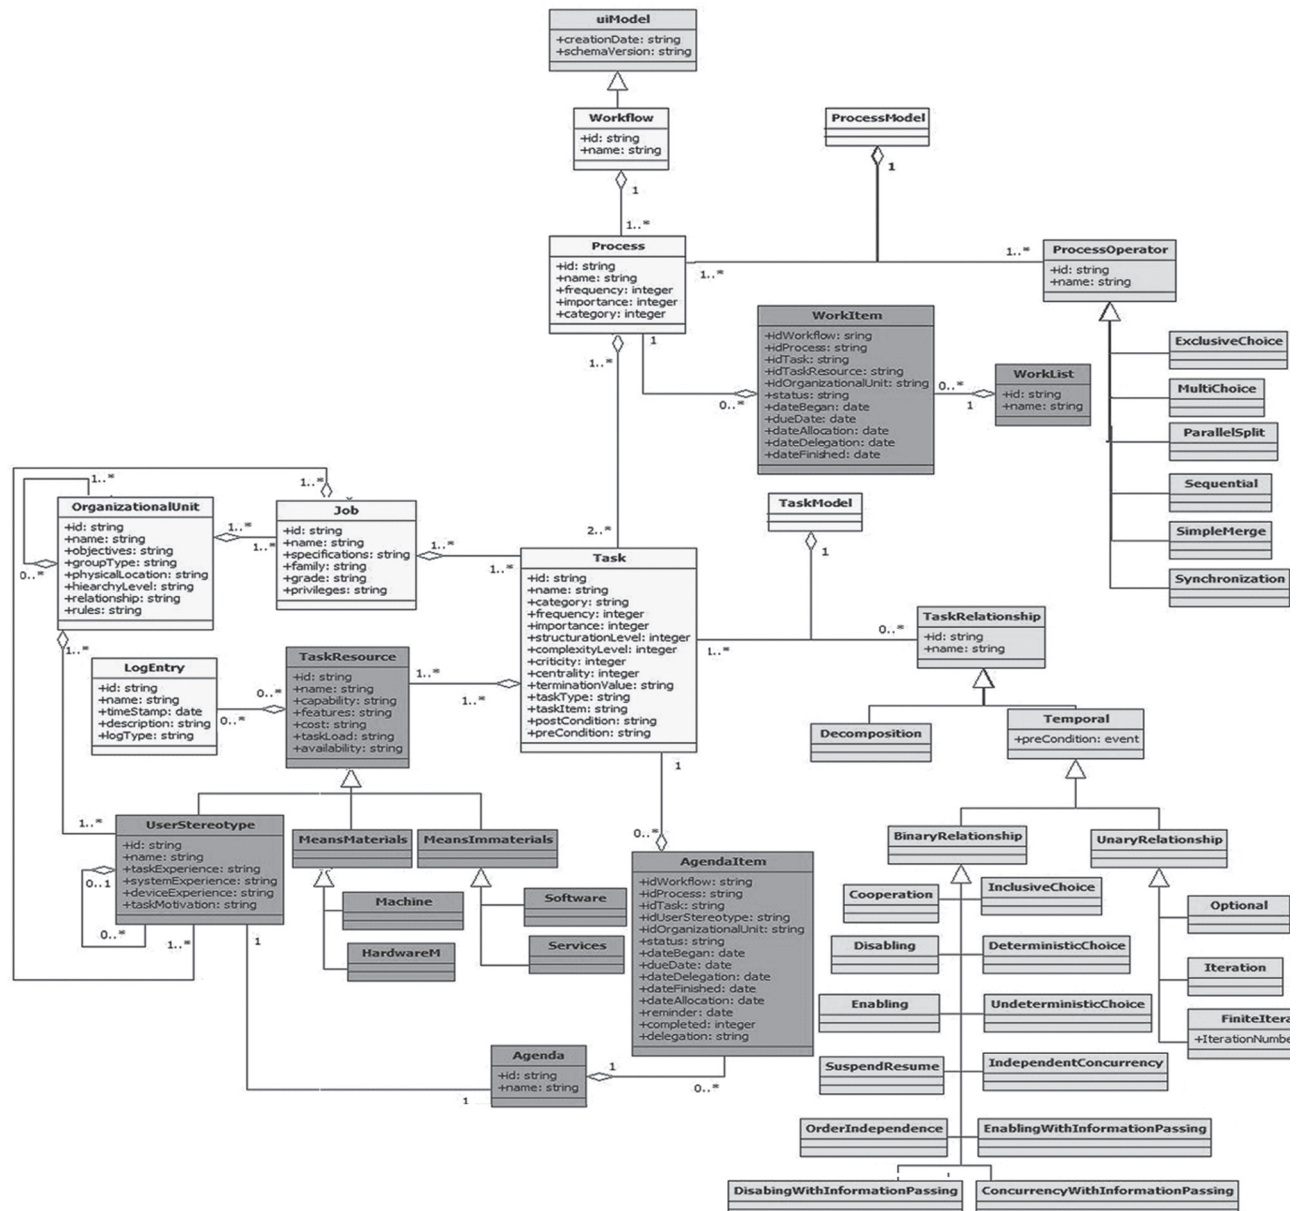 uiModel
+creationDate: string
+schemaVersion: string
Workflow
+id: string
+name: string
ProcessModel
1
1
1..*
Process
+id: string
+name: string
+frequency: integer
+importance: integer
+category: integer
1..*
1..*
ProcessOperator
+id: string
+name: string
1
1..*
WorkItem
+idWorkflow: sring
+idProcess: string
+idTask: string
+idTaskResource: string
+idOrganizationalUnit: string
+status: string
+dateBegan: date
+dueDate: date
+dateAllocation: date
+dateDelegation: date
+dateFinished: date
0..*
0..*
1
WorkList
+id: string
+name: string
ExclusiveChoice
MultiChoice
ParallelSplit
Sequential
SimpleMerge
Synchronization
1..*
1..*
OrganizationalUnit
+id: string
+name: string
+objectives: string
+groupType: string
+physicalLocation: string
+hiearchyLevel: string
+relationship: string
+rules: string
0..*
1..*
1..*
1..*
Job
+id: string
+name: string
+specifications: string
+family: string
+grade: string
+privileges: string
1..*
1..*
2..*
TaskModel
1
Task
+id: string
+name: string
+category: string
+frequency: integer
+importance: integer
+structurationLevel: integer
+complexityLevel: integer
+criticity: integer
+centrality: integer
+terminationValue: string
+taskType: string
+taskItem: string
+postCondition: string
+preCondition: string
1..*
0..*
TaskRelationship
+id: string
+name: string
LogEntry
+id: string
+name: string
+timeStamp: date
+description: string
+logType: string
0..*
0..*
TaskResource
+id: string
+name: string
+capability: string
+features: string
+cost: string
+taskLoad: string
+availability: string
1..*
1..*
Decomposition
Temporal
+preCondition: event
1
0..*
1..*
UserStereotype
+id: string
+name: string
+taskExperience: string
+systemExperience: string
+deviceExperience: string
+taskMotivation: string
0..1
0..*
1..*
1
MeansMaterials
MeansImmaterials
Machine
HardwareM
Software
Services
AgendaItem
+idWorkflow: string
+idProcess: string
+idTask: string
+idUserStereotype: string
+idOrganizationalUnit: string
+status: string
+dateBegan: date
+dueDate: date
+dateDelegation: date
+dateFinished: date
+dateAllocation: date
+reminder: date
+completed: integer
+delegation: string
BinaryRelationship
UnaryRelationship
Cooperation
InclusiveChoice
Optional
Disabling
DeterministicChoice
Iteration
Enabling
UndeterministicChoice
FiniteItera
+IterationNumbe
SuspendResume
IndependentConcurrency
Agenda
+id: string
+name: string
1
1
0..*
OrderIndependence
EnablingWithInformationPassing
DisabingWithInformationPassing
ConcurrencyWithInformationPassing